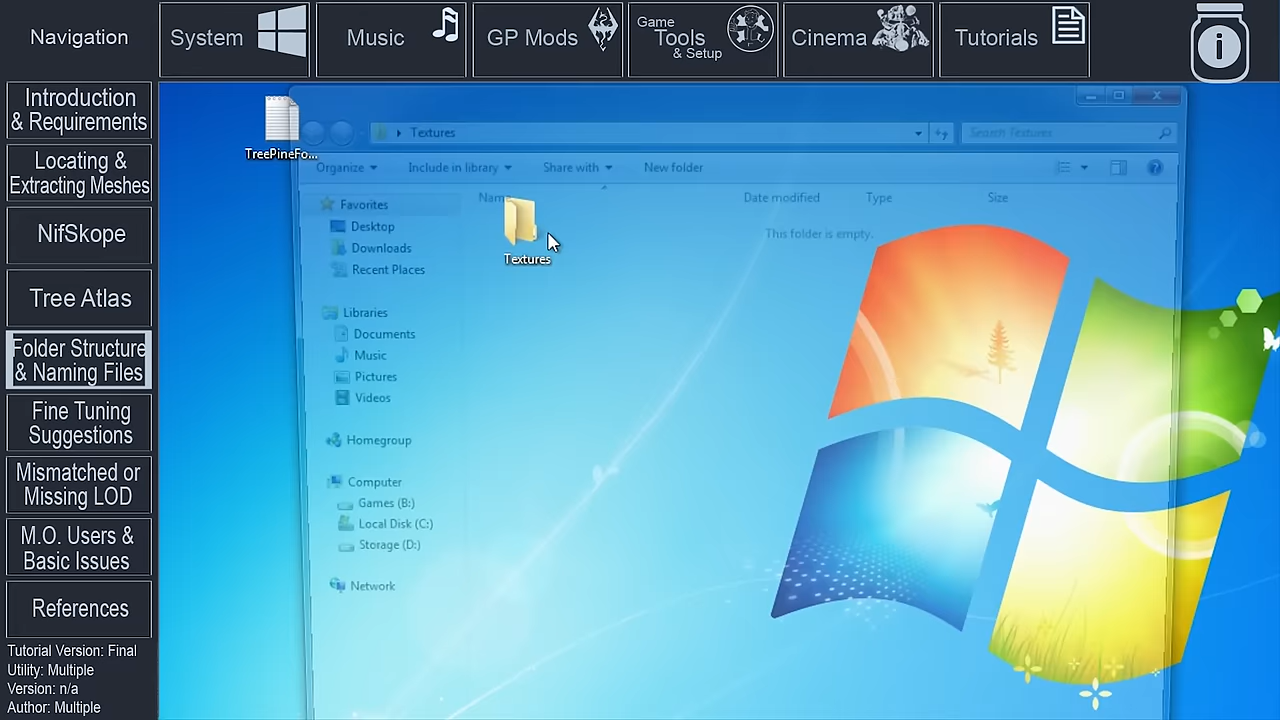 Navigation
System
Music
GP Mods
Game
Tools
& Setup
Cinema
Tutorials
i
Introduction
& Requirements
Locating &
Extracting Meshes
NifSkope
Tree Atlas
Folder Structure
& Naming Files
Fine Tuning
Suggestions
Mismatched or
Missing LOD
M.O. Users &
Basic Issues
References
Tutorial Version: Final
Utility: Multiple
Version: n/a
Author: Multiple
TreePineFo...
Textures
Search Textures
Organize
Include in library
Share with
New folder
Name
Date modified
Type
Size
This folder is empty.
Textures
Favorites
Desktop
Downloads
Recent Places
Libraries
Documents
Music
Pictures
Videos
Homegroup
Computer
Games (B:)
Local Disk (C:)
Storage (D:)
Network